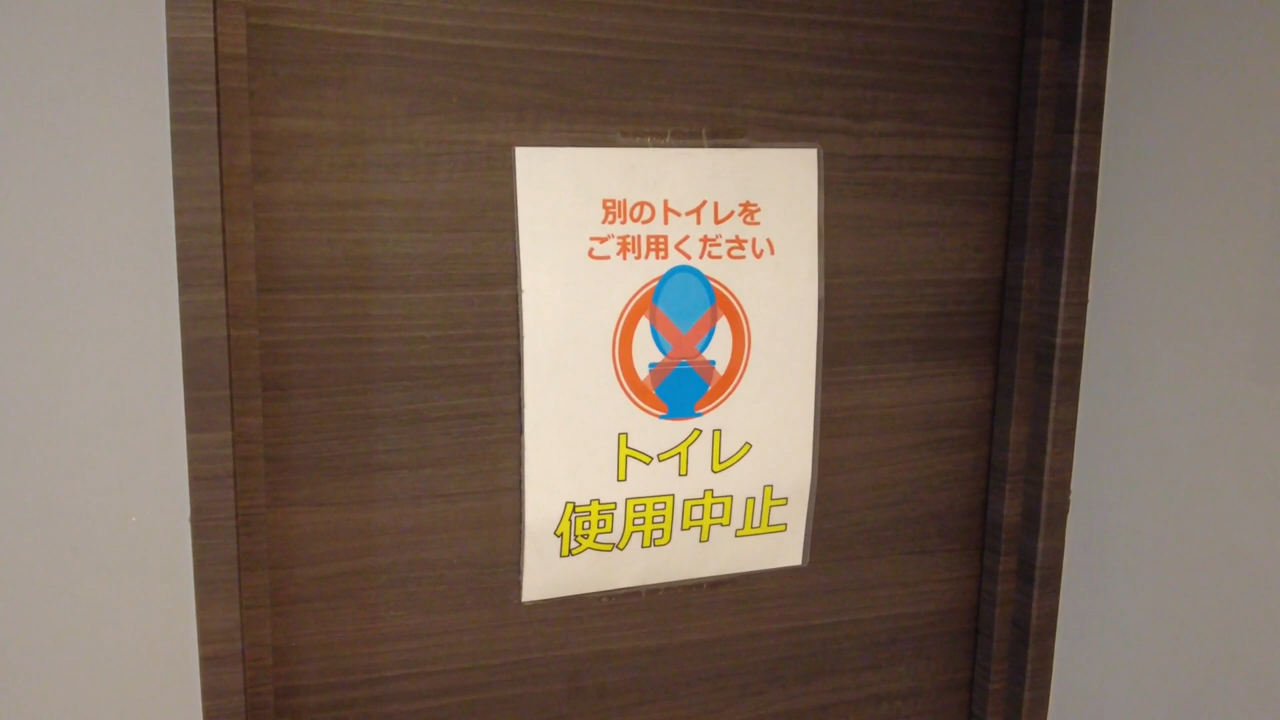 別のトイレを
ご利用ください
トイレ
使用中止